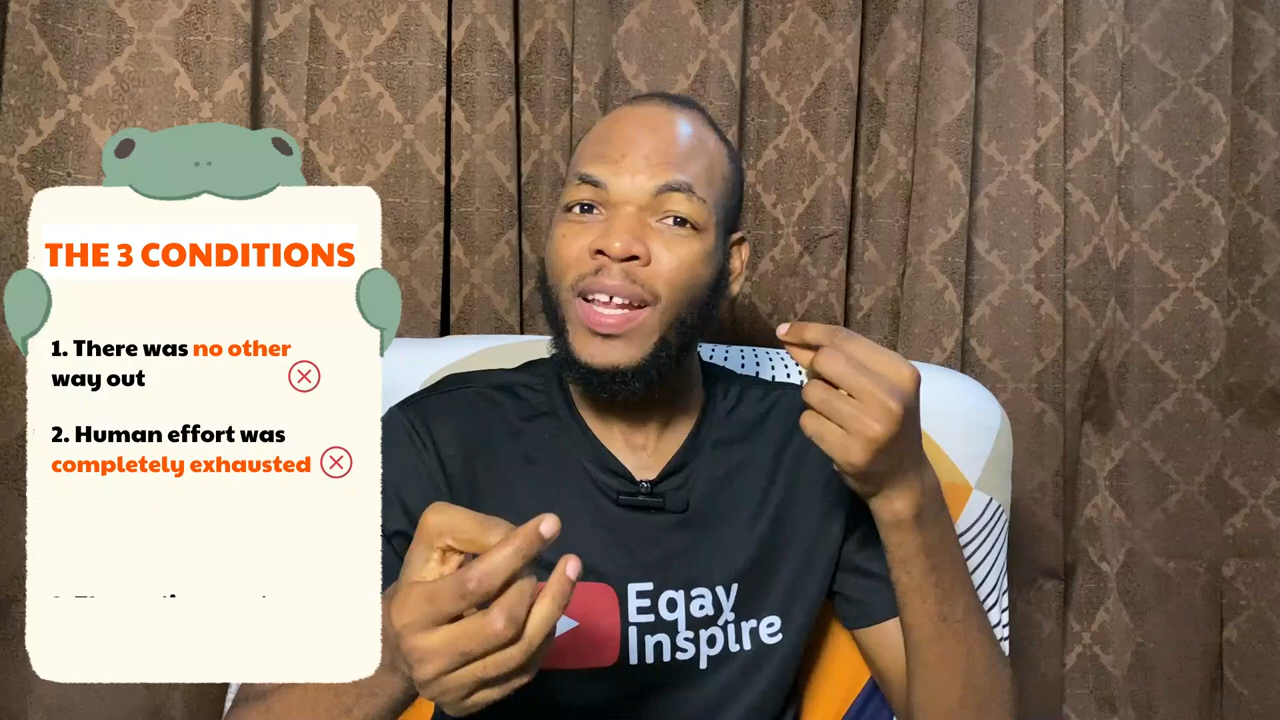 THE 3 CONDITIONS
1. There was no other
way out
2. Human effort was
completely exhausted
Eqay
Inspire